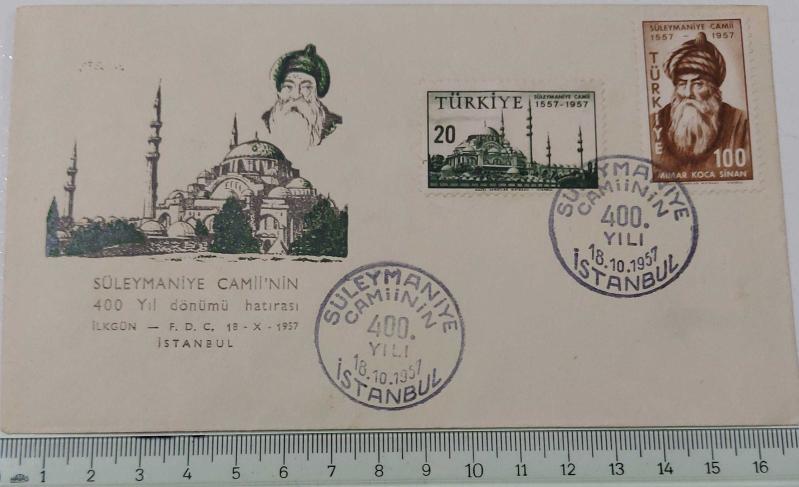 SÜLEYMANİYE CAMİİ'NİN
400 Yıl dönümü hatırası
İLKGÜN — F. D. C. 18 - X - 1957
İSTANBUL
TÜRKİYE
SÜLEYMANİYE CAMİİ
1557-1957
20
SÜLEYMANİYE CAMİİ
1557 - 1957
TÜRKİYE
100
MİMAR KOCA SİNAN
SÜLEYMANİYE
CAMİİNİN
400.
YILI
18.10.1957
İSTANBUL
SÜLEYMANİYE
CAMİİNİN
400.
YILI
18.10.1957
İSTANBUL
1 2 3 4 5 6 7 8 9 10 11 12 13 14 15 16